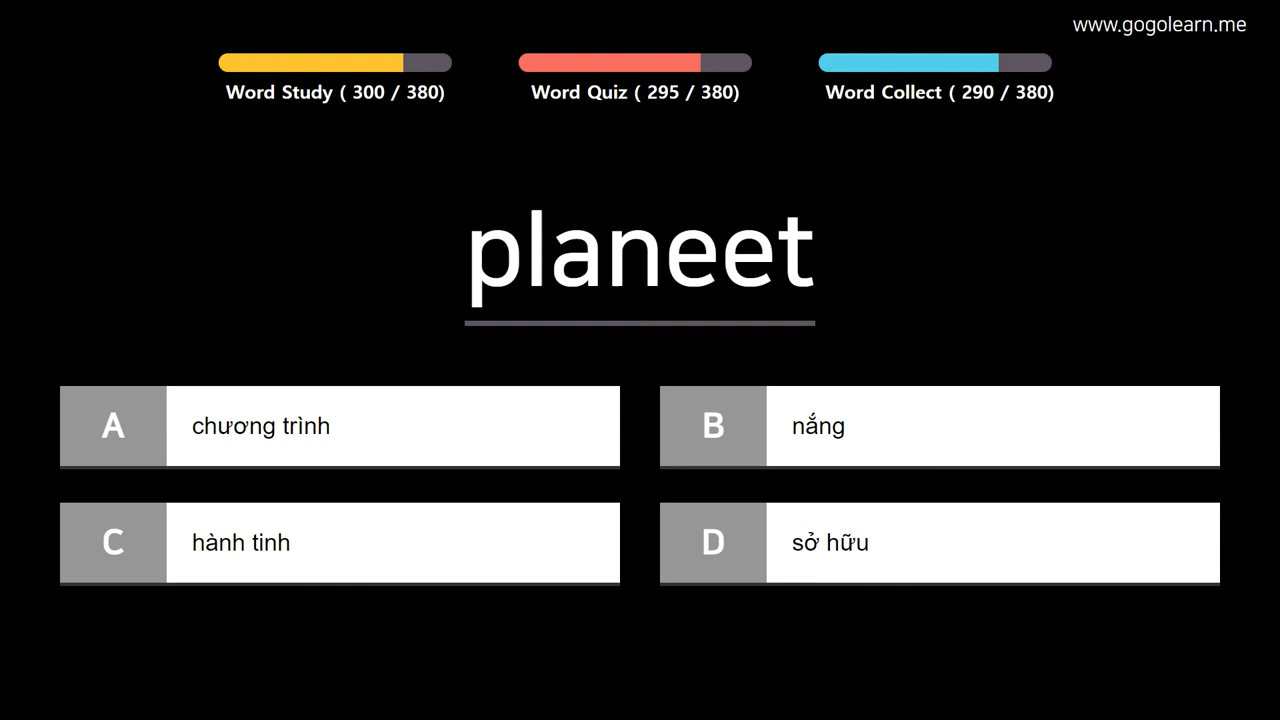 www.gogolearn.me
Word Study ( 300 / 380)
Word Quiz ( 295 / 380)
Word Collect ( 290 / 380)
planeet
A
chương trình
B
nắng
C
hành tinh
D
sở hữu